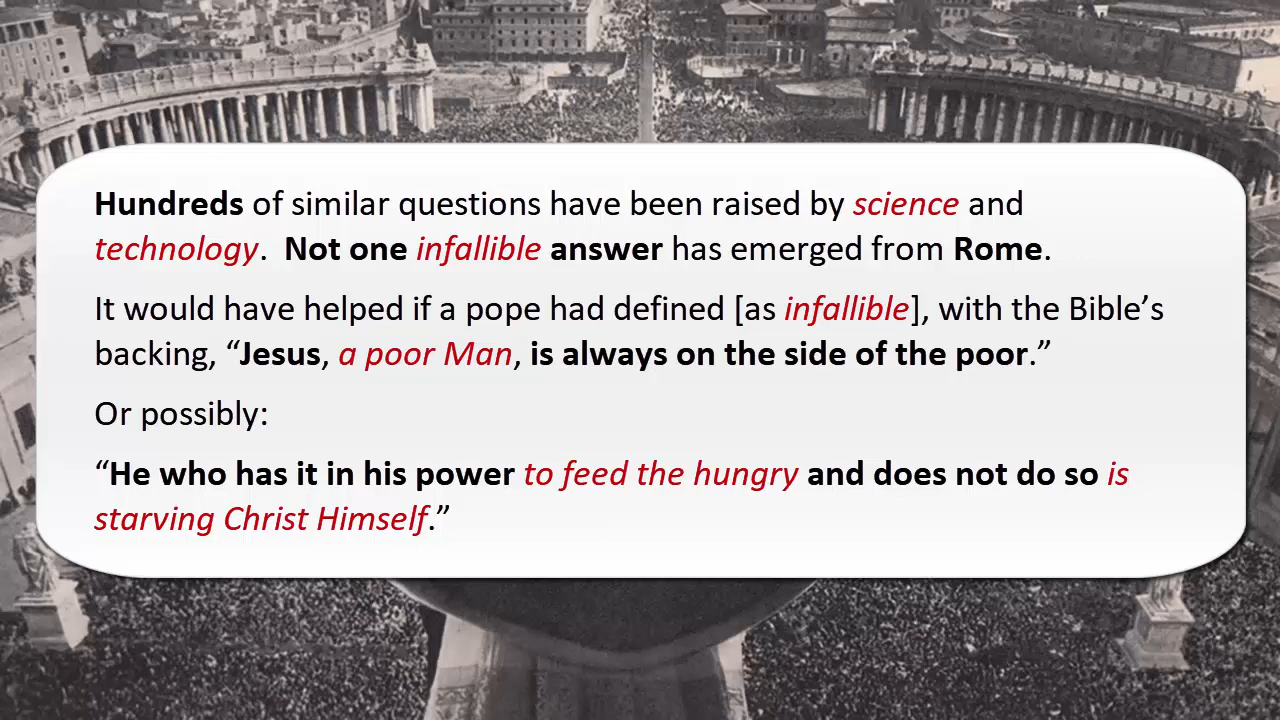 Hundreds of similar questions have been raised by science and
technology.  Not one infallible answer has emerged from Rome.
It would have helped if a pope had defined [as infallible], with the Bible’s
backing, “Jesus, a poor Man, is always on the side of the poor.”
Or possibly:
“He who has it in his power to feed the hungry and does not do so is
starving Christ Himself.”